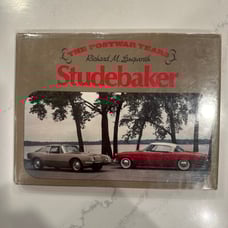 THE POSTWAR YEARS
Richard M. Langworth
Studebaker